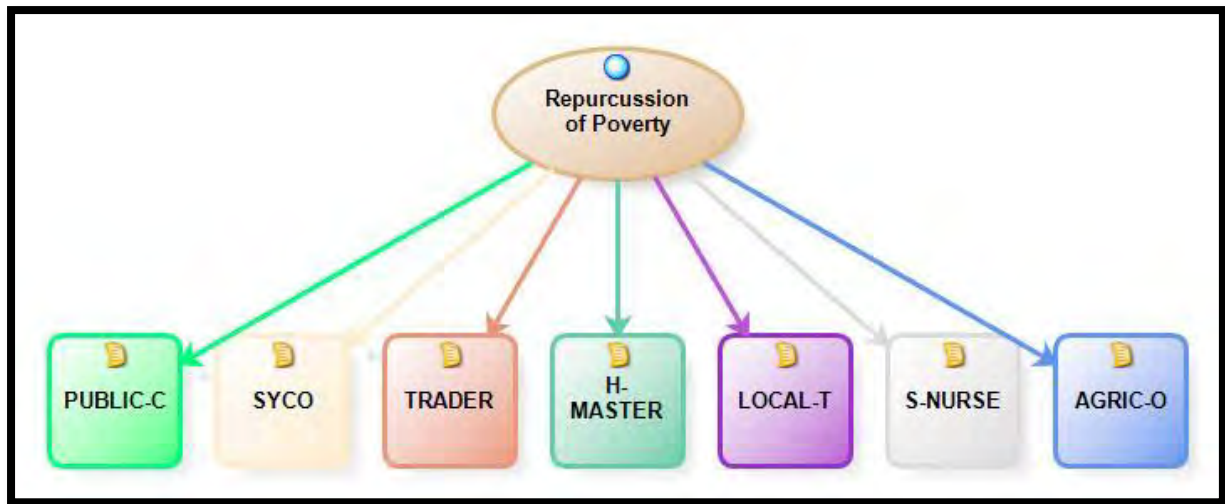 Repurcussion
of Poverty
PUBLIC-C
SYCO
TRADER
H-
MASTER
LOCAL-T
S-NURSE
AGRIC-O